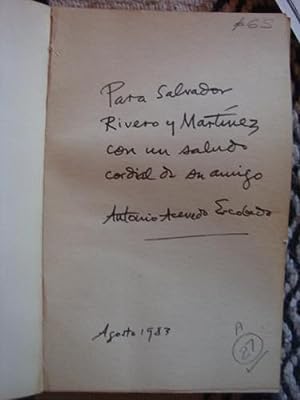 $65
Para Salvador
Rivero y Martínez
con un saludo
cordial de su amigo
Antonio Acevedo Escobedo
Agosto 1983
A
27